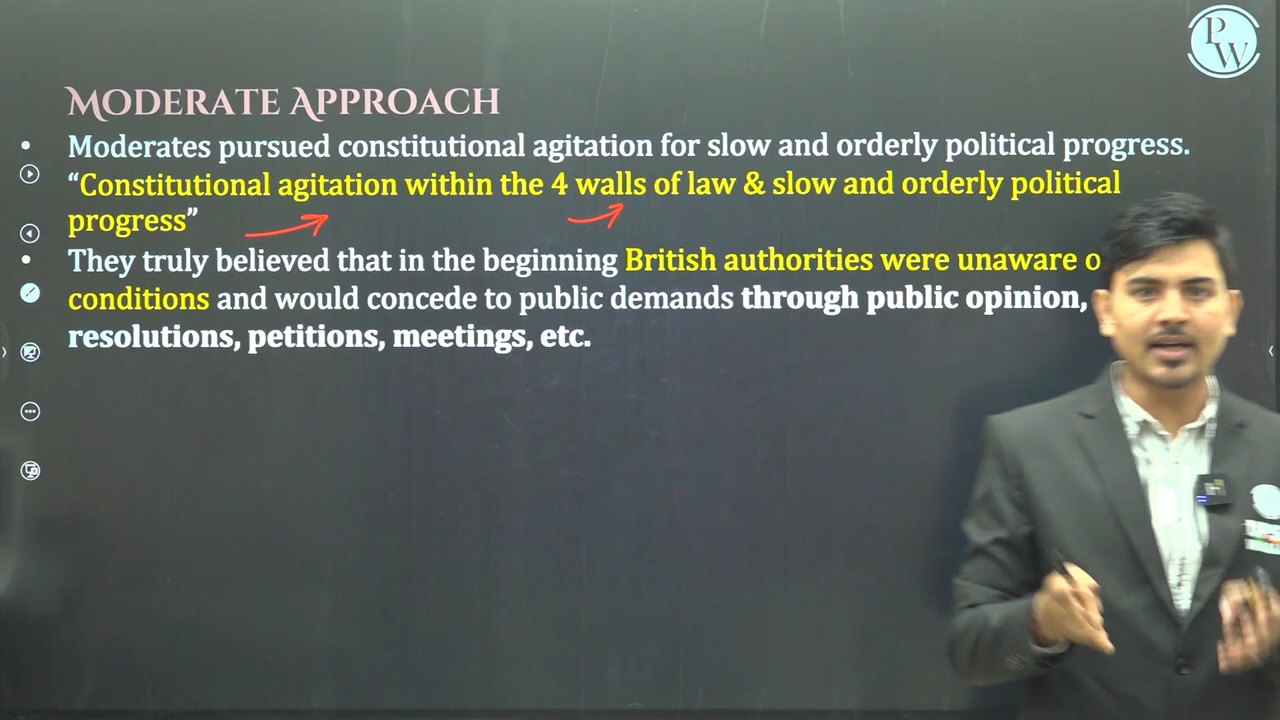 PW
MODERATE APPROACH
• Moderates pursued constitutional agitation for slow and orderly political progress.
“Constitutional agitation within the 4 walls of law & slow and orderly political
progress”
• They truly believed that in the beginning British authorities were unaware
conditions and would concede to public demands through public opinion,
resolutions, petitions, meetings, etc.